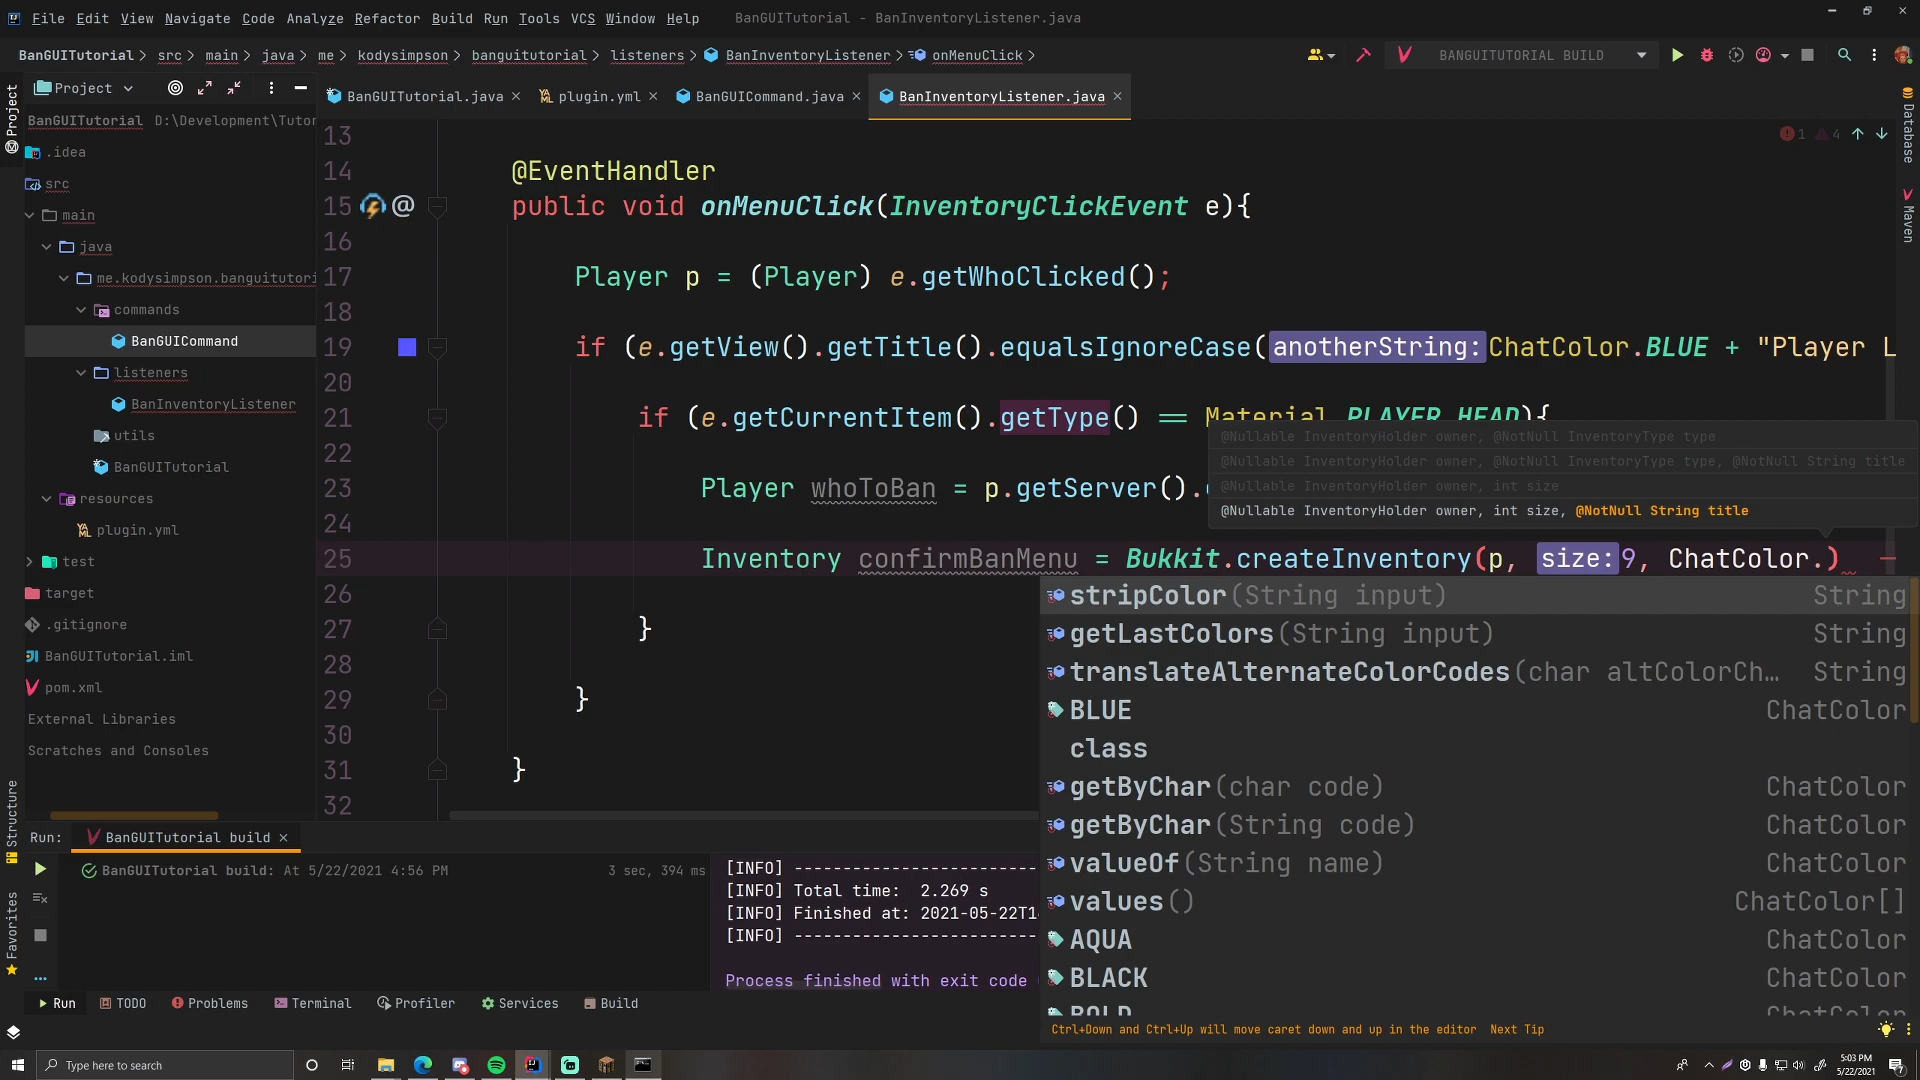 File Edit View Navigate Code Analyze Refactor Build Run Tools VCS Window Help BanGUITutorial - BanInventoryListener.java
BanGUITutorial > src > main > java > me > kodysimpson > banguitutorial > listeners > BanInventoryListener > onMenuClick > BANGUITUTORIAL BUILD
Project
BanGUITutorial.java × plugin.yml × BanGUICommand.java × BanInventoryListener.java ×
BanGUITutorial D:\Development\Tutor
.idea
src
main
java
me.kodysimpson.banguitutori
commands
BanGUICommand
listeners
BanInventoryListener
utils
BanGUITutorial
resources
plugin.yml
test
target
.gitignore
BanGUITutorial.iml
pom.xml
External Libraries
Scratches and Consoles
Project
Structure
Favorites
Database
Maven
1 4
13
14 @EventHandler
15 @ public void onMenuClick(InventoryClickEvent e){
16
17 Player p = (Player) e.getWhoClicked();
18
19 if (e.getView().getTitle().equalsIgnoreCase( anotherString: ChatColor.BLUE + "Player L
20
21 if (e.getCurrentItem().getType() == Material.PLAYER_HEAD){
22
23 Player whoToBan = p.getServer().
24
25 Inventory confirmBanMenu = Bukkit.createInventory(p, size: 9, ChatColor.)
26
27 }
28
29 }
30
31 }
32
@Nullable InventoryHolder owner, @NotNull InventoryType type
@Nullable InventoryHolder owner, @NotNull InventoryType type, @NotNull String title
@Nullable InventoryHolder owner, int size
@Nullable InventoryHolder owner, int size, @NotNull String title
stripColor(String input) String
getLastColors(String input) String
translateAlternateColorCodes(char altColorCh... String
BLUE ChatColor
class
getByChar(char code) ChatColor
getByChar(String code) ChatColor
valueOf(String name) ChatColor
values() ChatColor[]
AQUA ChatColor
BLACK ChatColor
BOLD ChatColor
Ctrl+Down and Ctrl+Up will move caret down and up in the editor Next Tip
Run: BanGUITutorial build ×
BanGUITutorial build: At 5/22/2021 4:56 PM 3 sec, 394 ms
[INFO] -------------------------
[INFO] Total time: 2.269 s
[INFO] Finished at: 2021-05-22T1
[INFO] -------------------------
Process finished with exit code
Run TODO Problems Terminal Profiler Services Build
Type here to search
5:03 PM
5/22/2021
7